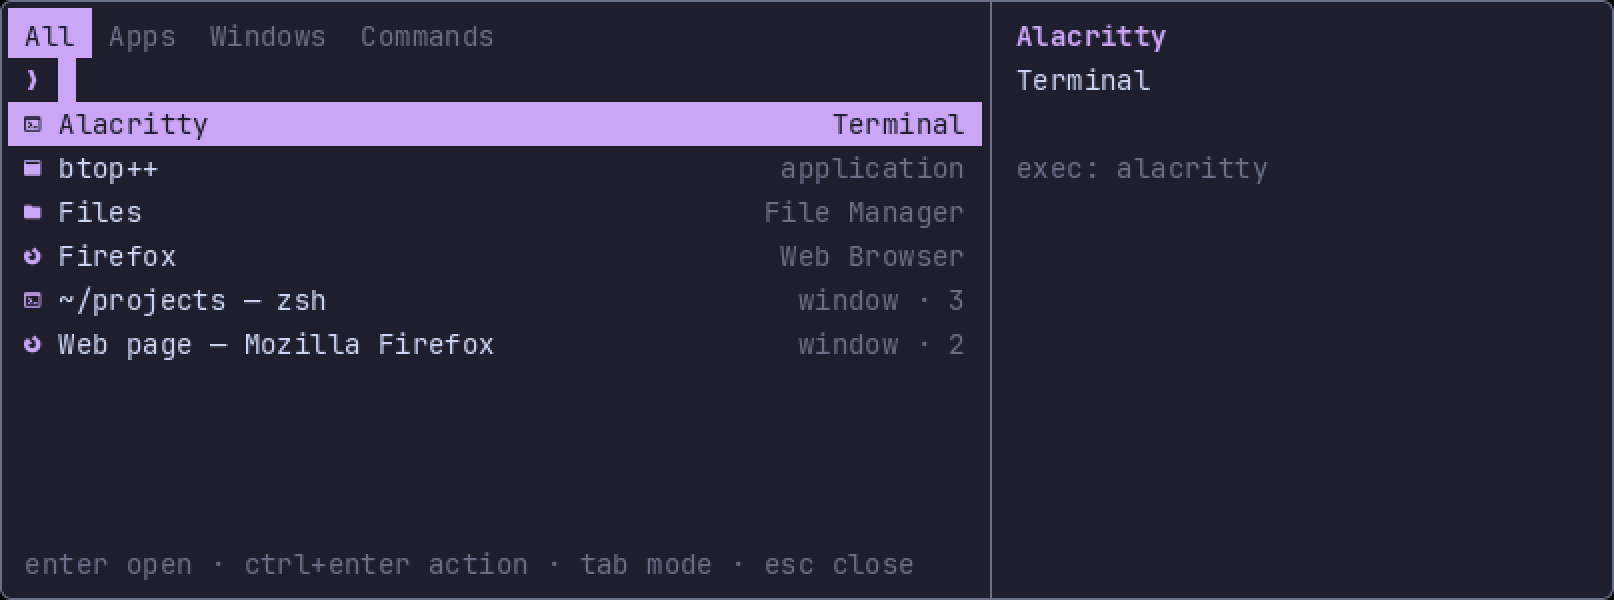 All Apps Windows Commands
❯
Alacritty Terminal
btop++ application
Files File Manager
Firefox Web Browser
~/projects — zsh window · 3
Web page — Mozilla Firefox window · 2
enter open · ctrl+enter action · tab mode · esc close
Alacritty
Terminal
exec: alacritty